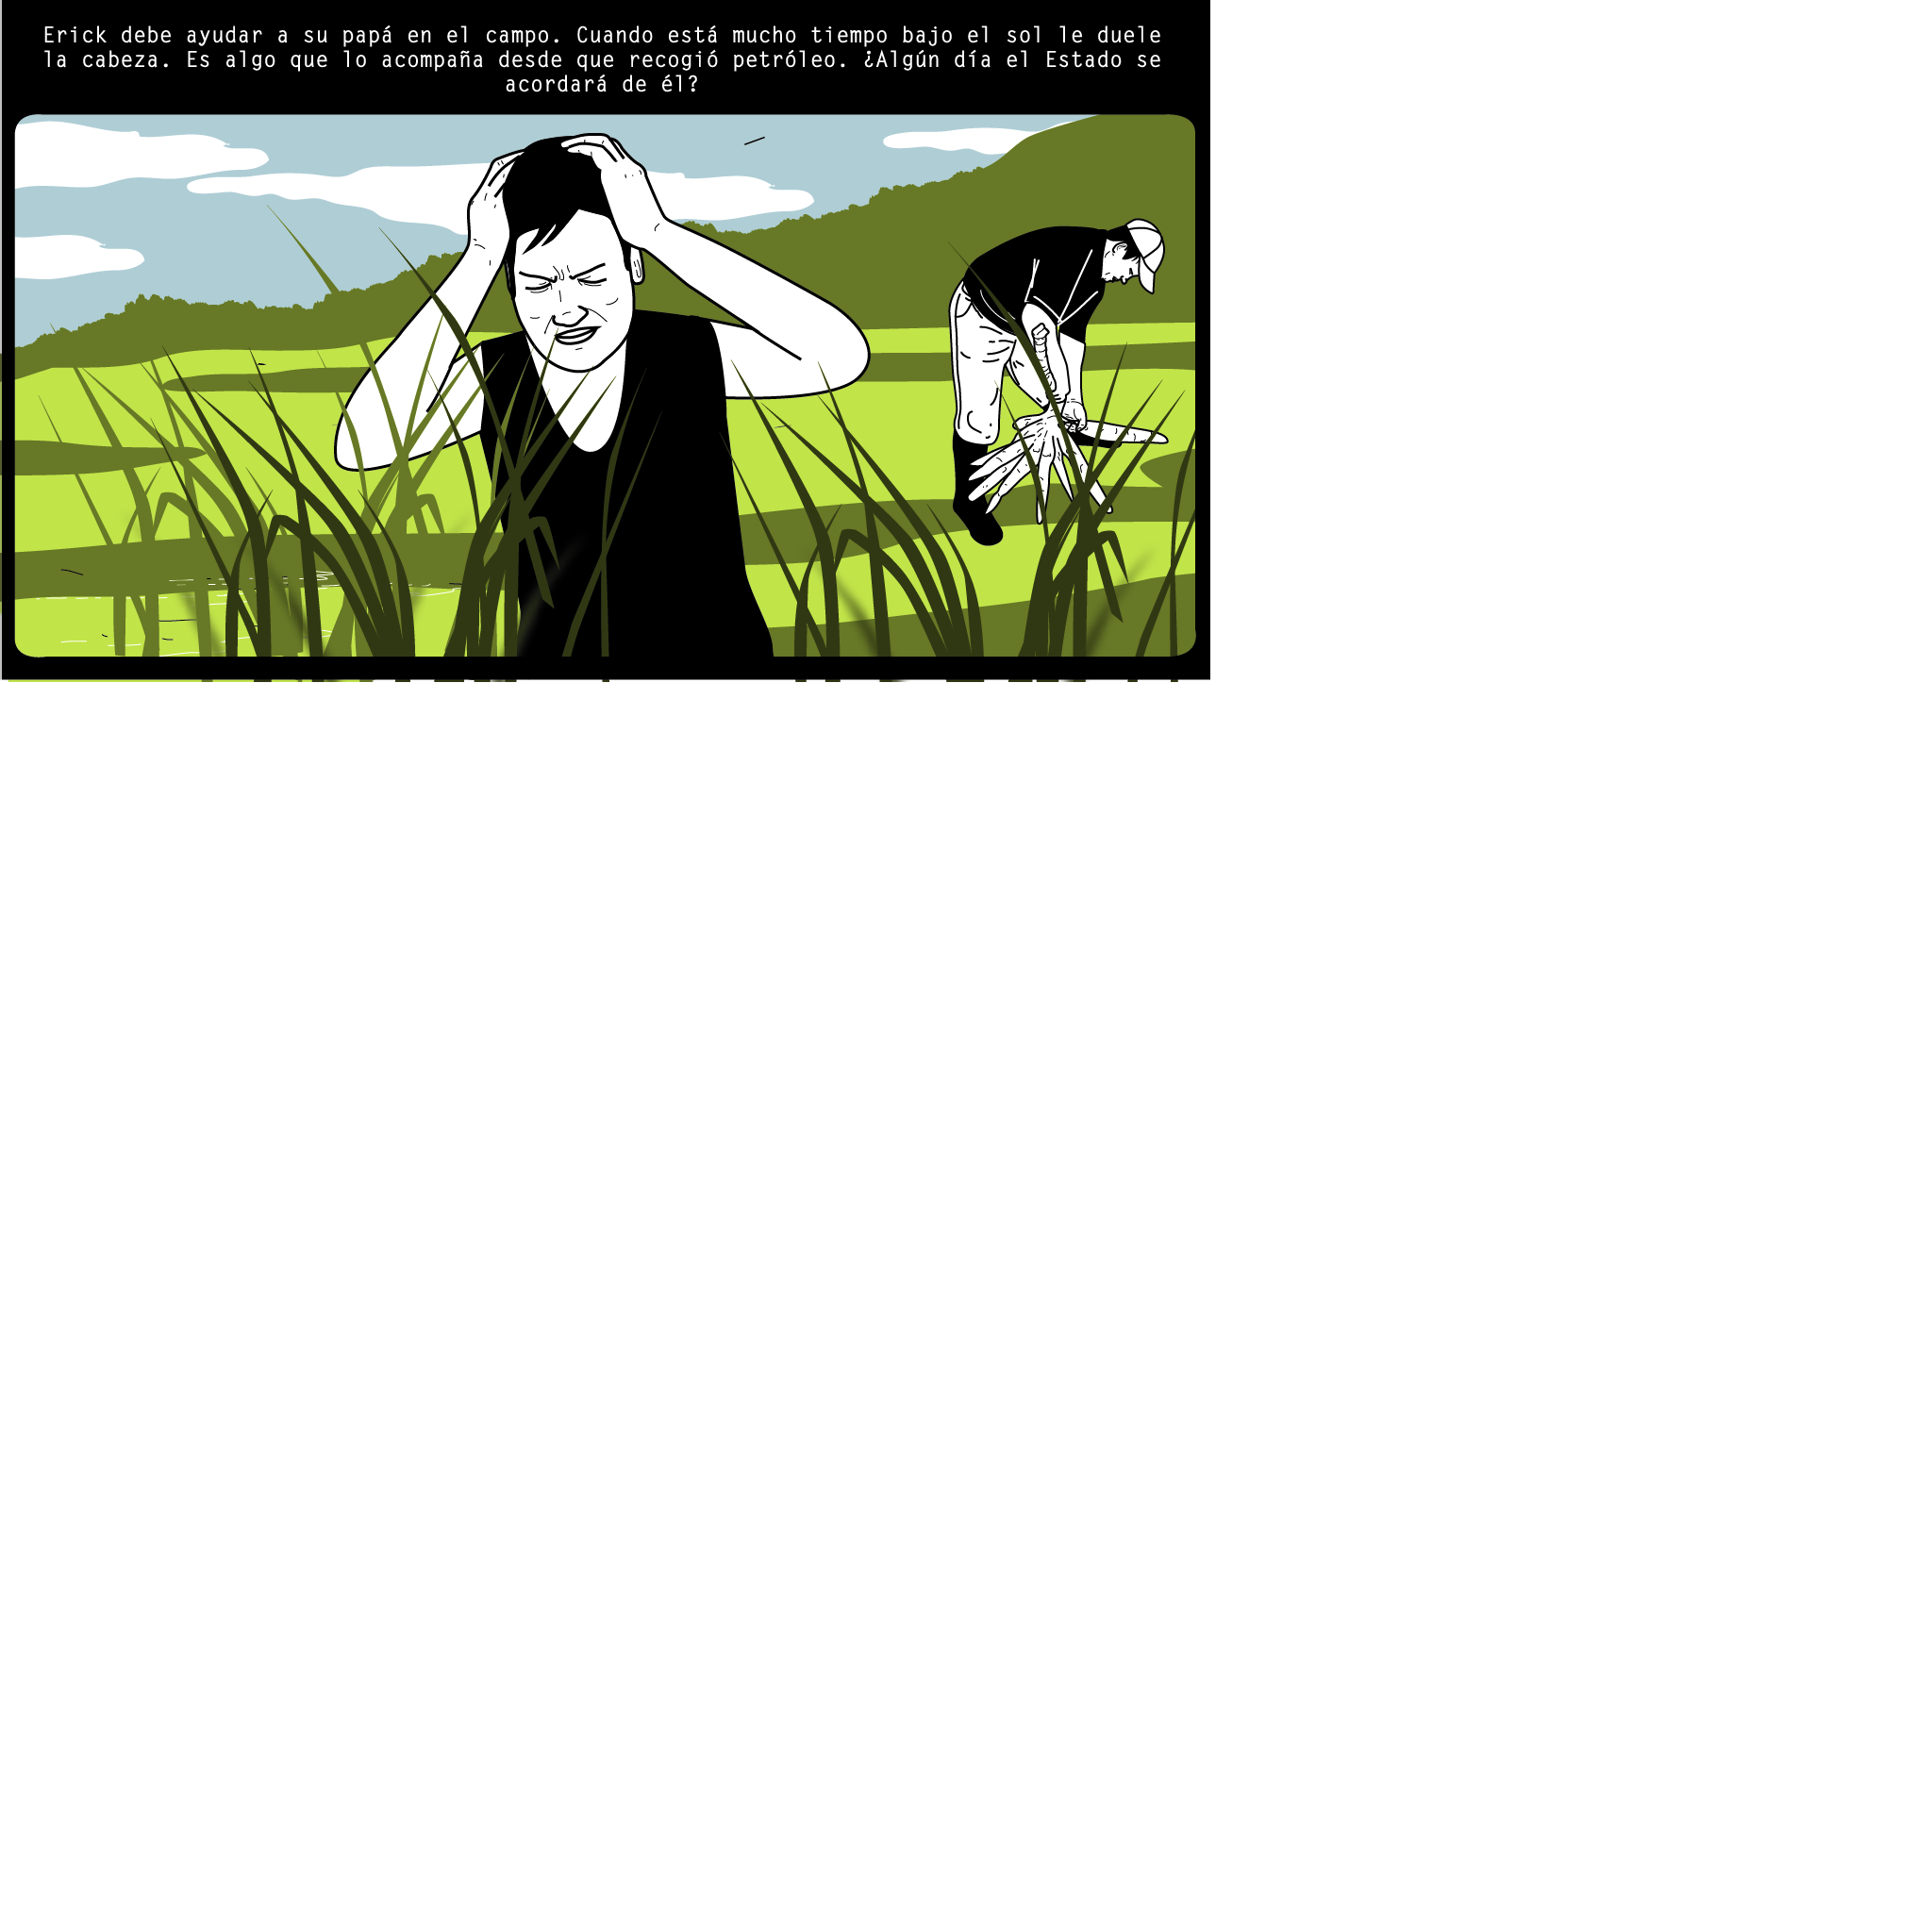 Erick debe ayudar a su papá en el campo. Cuando está mucho tiempo bajo el sol le duele
la cabeza. Es algo que lo acompaña desde que recogió petróleo. ¿Algún día el Estado se
acordará de él?